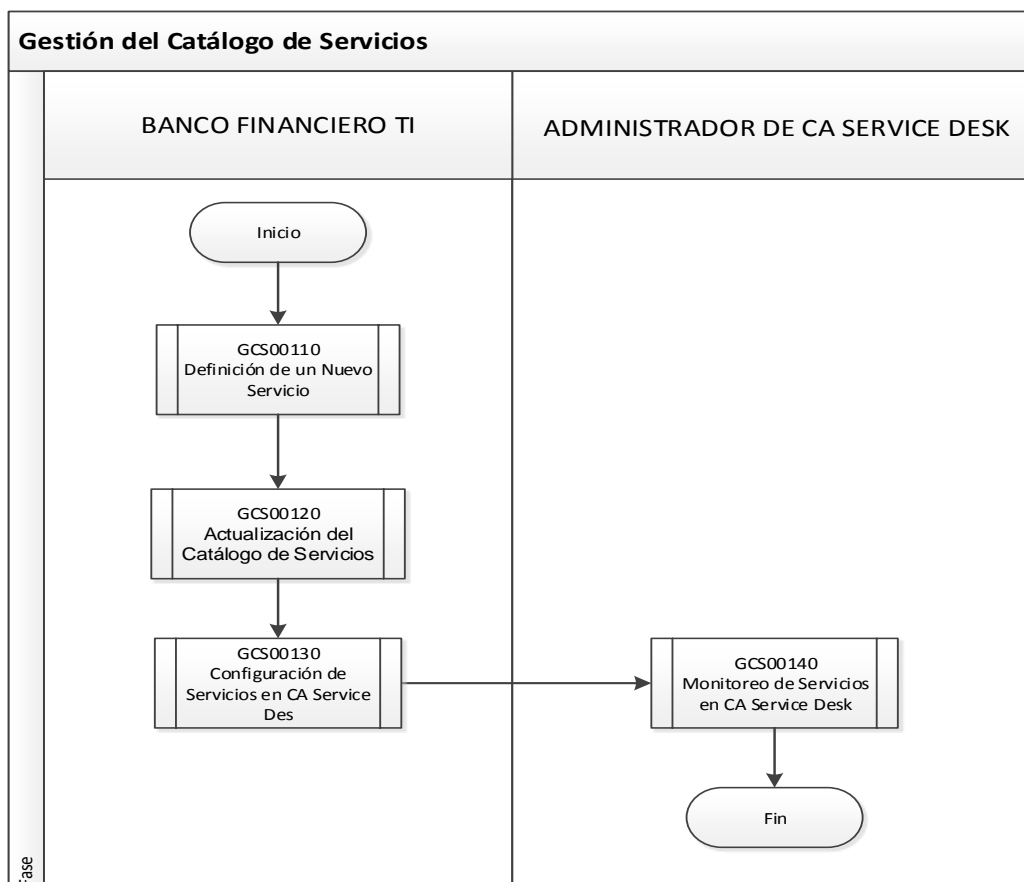 Gestión del Catálogo de Servicios
BANCO FINANCIERO TI
ADMINISTRADOR DE CA SERVICE DESK
Inicio
GCS00110
Definición de un Nuevo
Servicio
GCS00120
Actualización del
Catálogo de Servicios
GCS00130
Configuración de
Servicios en CA Service
Des
GCS00140
Monitoreo de Servicios
en CA Service Desk
Fin
Fase